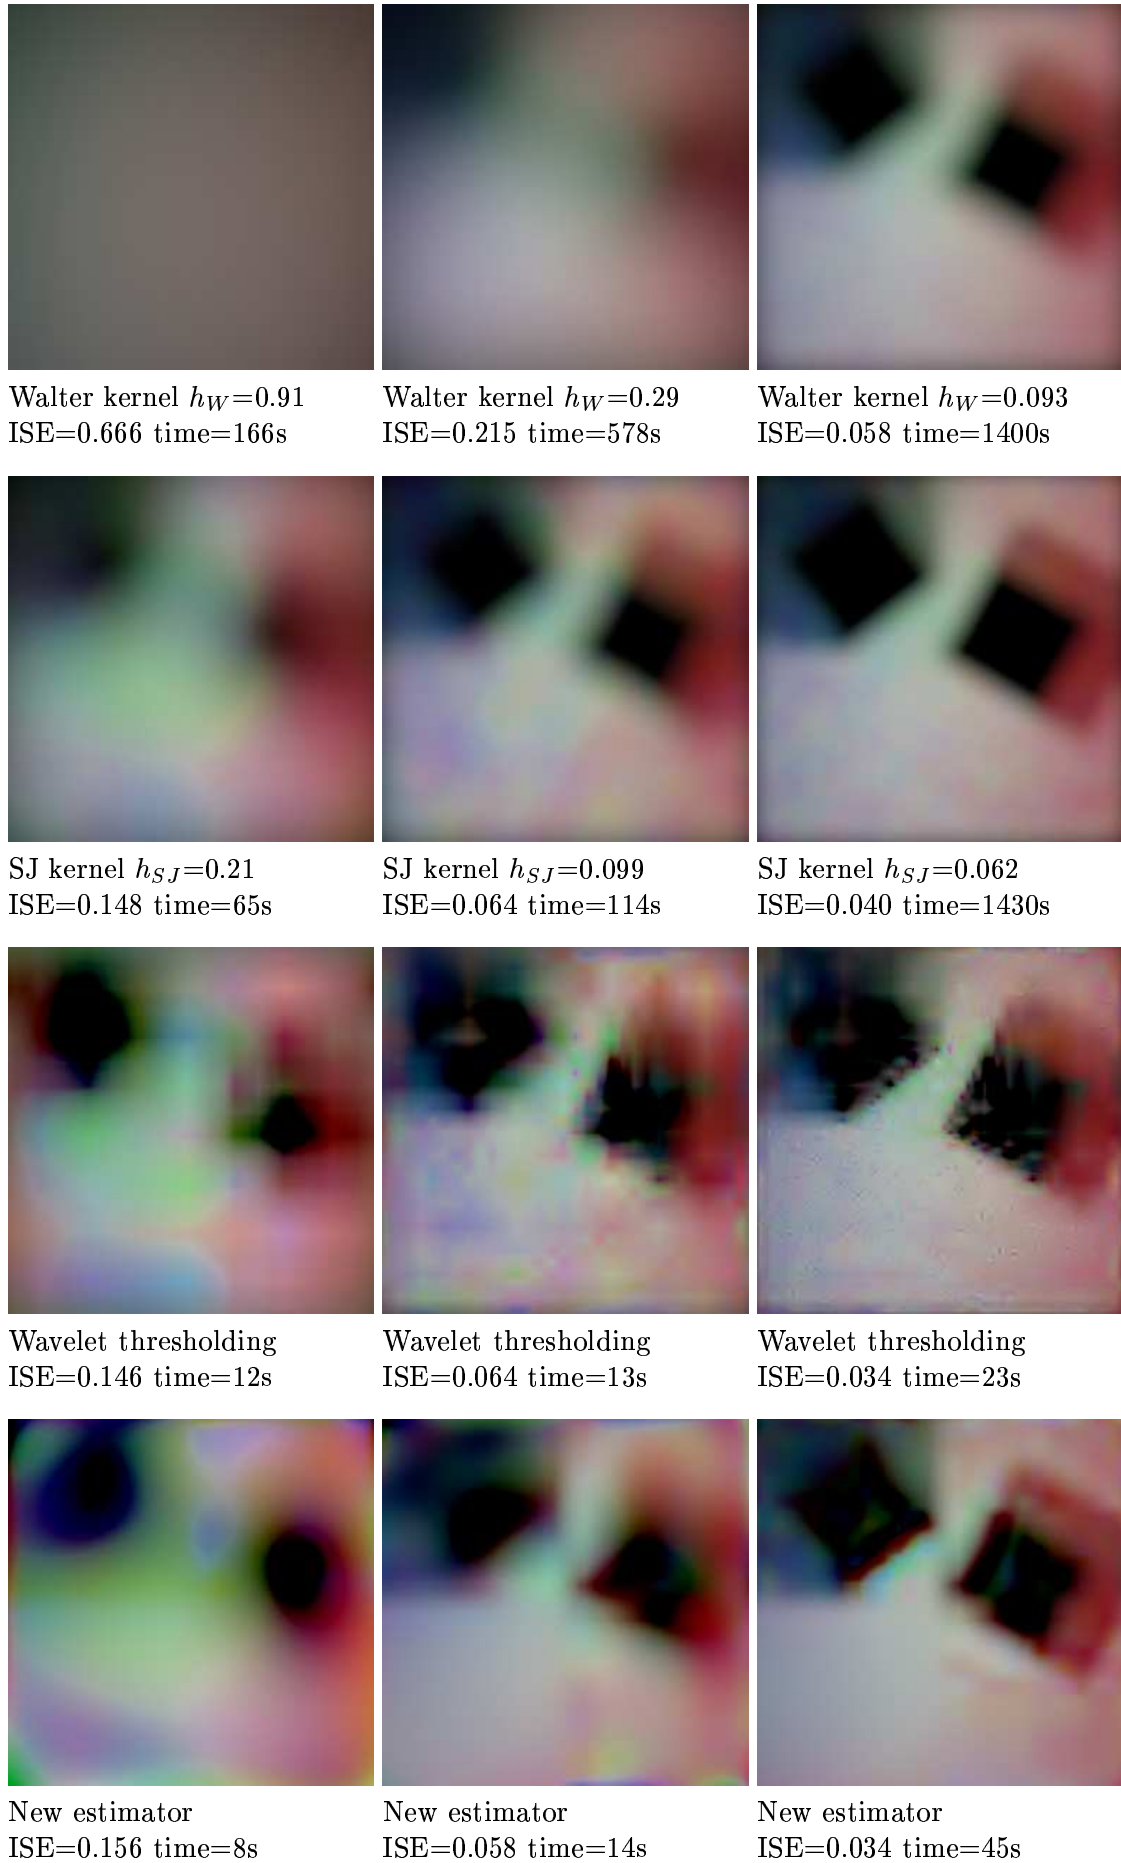 Walter kernel h_W=0.91
ISE=0.666 time=166s
Walter kernel h_W=0.29
ISE=0.215 time=578s
Walter kernel h_W=0.093
ISE=0.058 time=1400s
SJ kernel h_SJ=0.21
ISE=0.148 time=65s
SJ kernel h_SJ=0.099
ISE=0.064 time=114s
SJ kernel h_SJ=0.062
ISE=0.040 time=1430s
Wavelet thresholding
ISE=0.146 time=12s
Wavelet thresholding
ISE=0.064 time=13s
Wavelet thresholding
ISE=0.034 time=23s
New estimator
ISE=0.156 time=8s
New estimator
ISE=0.058 time=14s
New estimator
ISE=0.034 time=45s